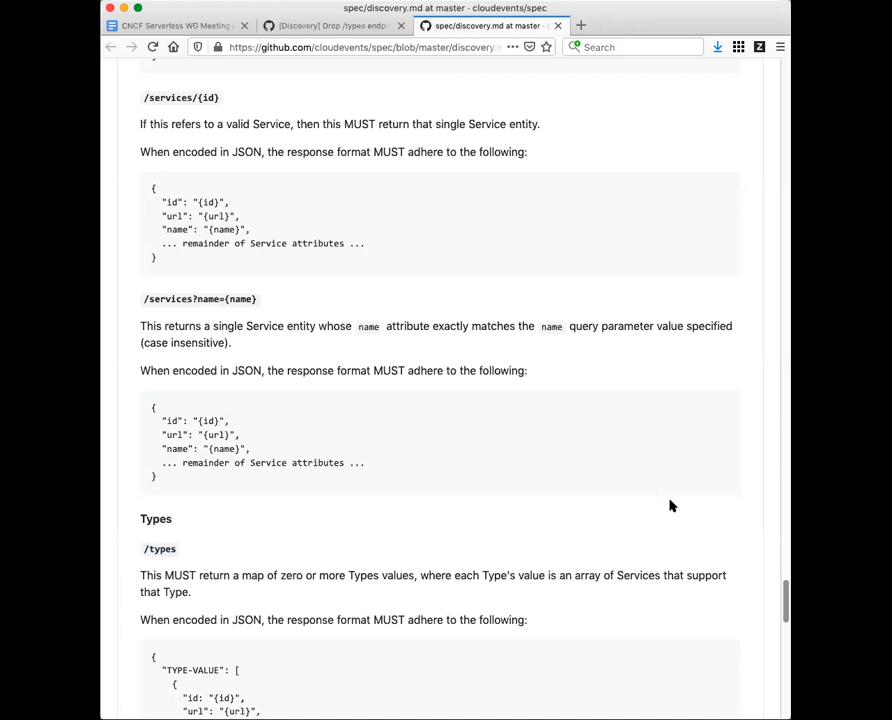 spec/discovery.md at master · cloudevents/spec
CNCF Serverless WG Meeting
[Discovery] Drop /types endp
spec/discovery.md at master ·
https://github.com/cloudevents/spec/blob/master/discovery.
Search
/services/{id}
If this refers to a valid Service, then this MUST return that single Service entity.
When encoded in JSON, the response format MUST adhere to the following:
{
"id": "{id}",
"url": "{url}",
"name": "{name}",
... remainder of Service attributes ...
}
/services?name={name}
This returns a single Service entity whose name attribute exactly matches the name query parameter value specified
(case insensitive).
When encoded in JSON, the response format MUST adhere to the following:
{
"id": "{id}",
"url": "{url}",
"name": "{name}",
... remainder of Service attributes ...
}
Types
/types
This MUST return a map of zero or more Types values, where each Type's value is an array of Services that support
that Type.
When encoded in JSON, the response format MUST adhere to the following:
{
"TYPE-VALUE": [
{
"id: "{id}",
"url": "{url}",